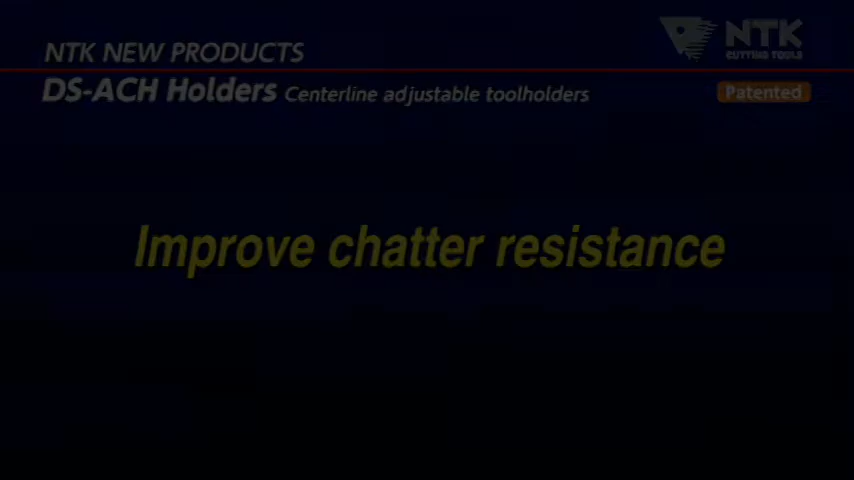 NTK NEW PRODUCTS
NTK
CUTTING TOOLS
DS-ACH Holders Centerline adjustable toolholders
Patented
Improve chatter resistance